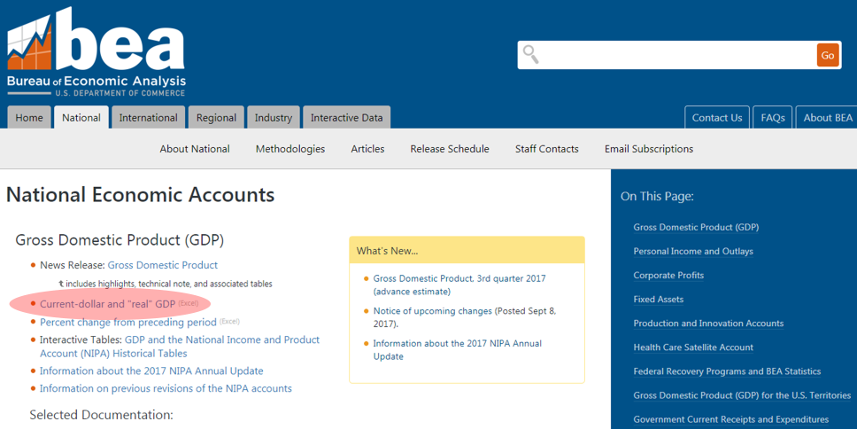 bea
Bureau of Economic Analysis
U.S. DEPARTMENT OF COMMERCE
Go
Home National International Regional Industry Interactive Data Contact Us FAQs About BEA
About National Methodologies Articles Release Schedule Staff Contacts Email Subscriptions
National Economic Accounts
Gross Domestic Product (GDP)
News Release: Gross Domestic Product
includes highlights, technical note, and associated tables
Current-dollar and "real" GDP (Excel)
Percent change from preceding period (Excel)
Interactive Tables: GDP and the National Income and Product
Account (NIPA) Historical Tables
Information about the 2017 NIPA Annual Update
Information on previous revisions of the NIPA accounts
Selected Documentation:
What's New...
Gross Domestic Product, 3rd quarter 2017
(advance estimate)
Notice of upcoming changes (Posted Sept 8,
2017).
Information about the 2017 NIPA Annual
Update
On This Page:
Gross Domestic Product (GDP)
Personal Income and Outlays
Corporate Profits
Fixed Assets
Production and Innovation Accounts
Health Care Satellite Account
Federal Recovery Programs and BEA Statistics
Gross Domestic Product (GDP) for the U.S. Territories
Government Current Receipts and Expenditures